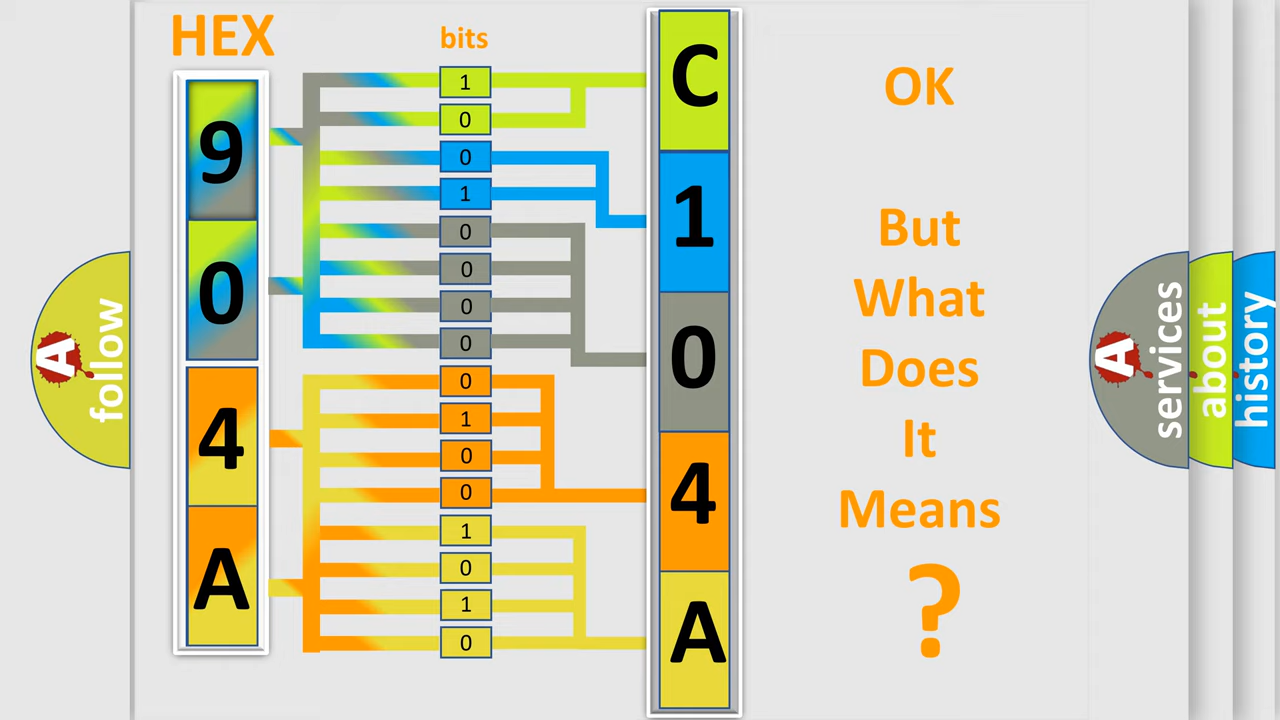 HEX
bits
9
0
4
A
1
0
0
1
0
0
0
0
0
1
0
0
1
0
1
0
C
1
0
4
A
OK
But
What
Does
It
Means
?
A
follow
A
services
about
history